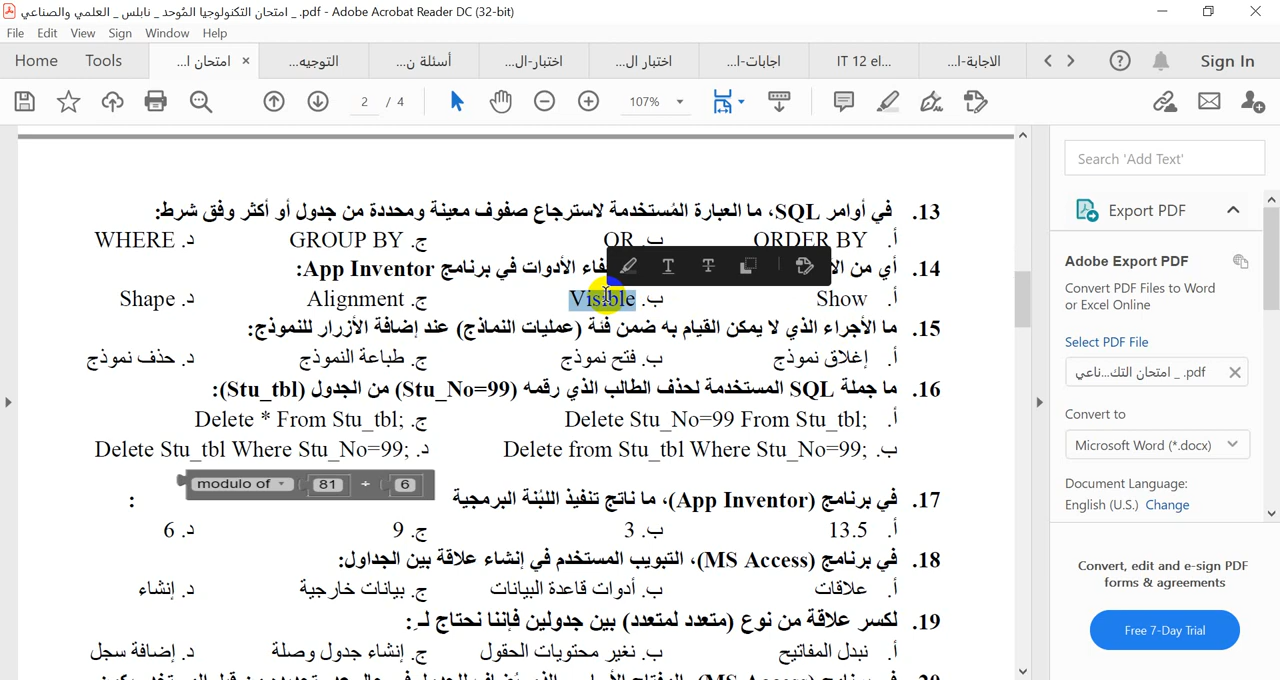 امتحان التكنولوجيا المُوحد _ نابلس _ العلمي والصناعي _ .pdf - Adobe Acrobat Reader DC (32-bit)
File Edit View Sign Window Help
Home Tools امتحان ا... × التوجيه... أسئلة ن... اختبار-ال... اختبار ال... اجابات-ا... IT 12 el... الاجابة-ا... Sign In
2 / 4 107%
Search 'Add Text'
Export PDF
Adobe Export PDF
Convert PDF Files to Word
or Excel Online
Select PDF File
امتحان التك...ناعي _ .pdf
Convert to
Microsoft Word (*.docx)
Document Language:
English (U.S.) Change
Convert, edit and e-sign PDF
forms & agreements
Free 7-Day Trial
13. في أوامر SQL، ما العبارة المُستخدمة لاسترجاع صفوف معينة ومحددة من جدول أو أكثر وفق شرط:
أ. ORDER BY ب. OR ج. GROUP BY د. WHERE
14. أي من الا فاء الأدوات في برنامج App Inventor:
أ. Show ب. Visible ج. Alignment د. Shape
15. ما الأجراء الذي لا يمكن القيام به ضمن فئة (عمليات النماذج) عند إضافة الأزرار للنموذج:
أ. إغلاق نموذج ب. فتح نموذج ج. طباعة النموذج د. حذف نموذج
16. ما جملة SQL المستخدمة لحذف الطالب الذي رقمه (Stu_No=99) من الجدول (Stu_tbl):
أ. Delete Stu_No=99 From Stu_tbl; ج. Delete * From Stu_tbl;
ب. Delete from Stu_tbl Where Stu_No=99; د. Delete Stu_tbl Where Stu_No=99;
17. في برنامج (App Inventor)، ما ناتج تنفيذ اللبُنة البرمجية modulo of 81 ÷ 6 :
أ. 13.5 ب. 3 ج. 9 د. 6
18. في برنامج (MS Access)، التبويب المستخدم في إنشاء علاقة بين الجداول:
أ. علاقات ب. أدوات قاعدة البيانات ج. بيانات خارجية د. إنشاء
19. لكسر علاقة من نوع (متعدد لمتعدد) بين جدولين فإننا نحتاج لـ:
أ. نبدل المفاتيح ب. نغير محتويات الحقول ج. إنشاء جدول وصلة د. إضافة سجل